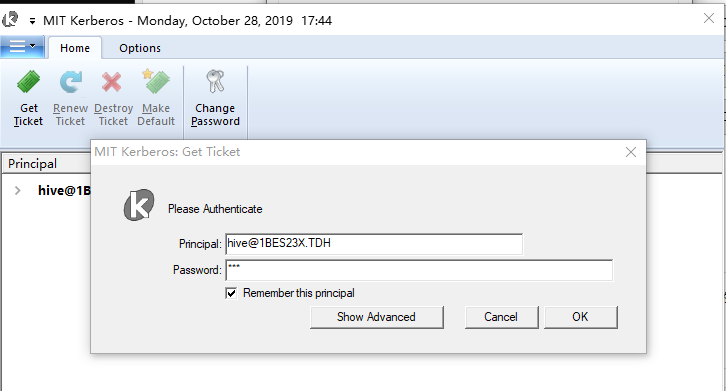 MIT Kerberos - Monday, October 28, 2019 17:44
Home Options
Get Ticket
Renew Ticket
Destroy Ticket
Make Default
Change Password
Principal
hive@1B
MIT Kerberos: Get Ticket
Please Authenticate
Principal: hive@1BES23X.TDH
Password: ***
Remember this principal
Show Advanced Cancel OK